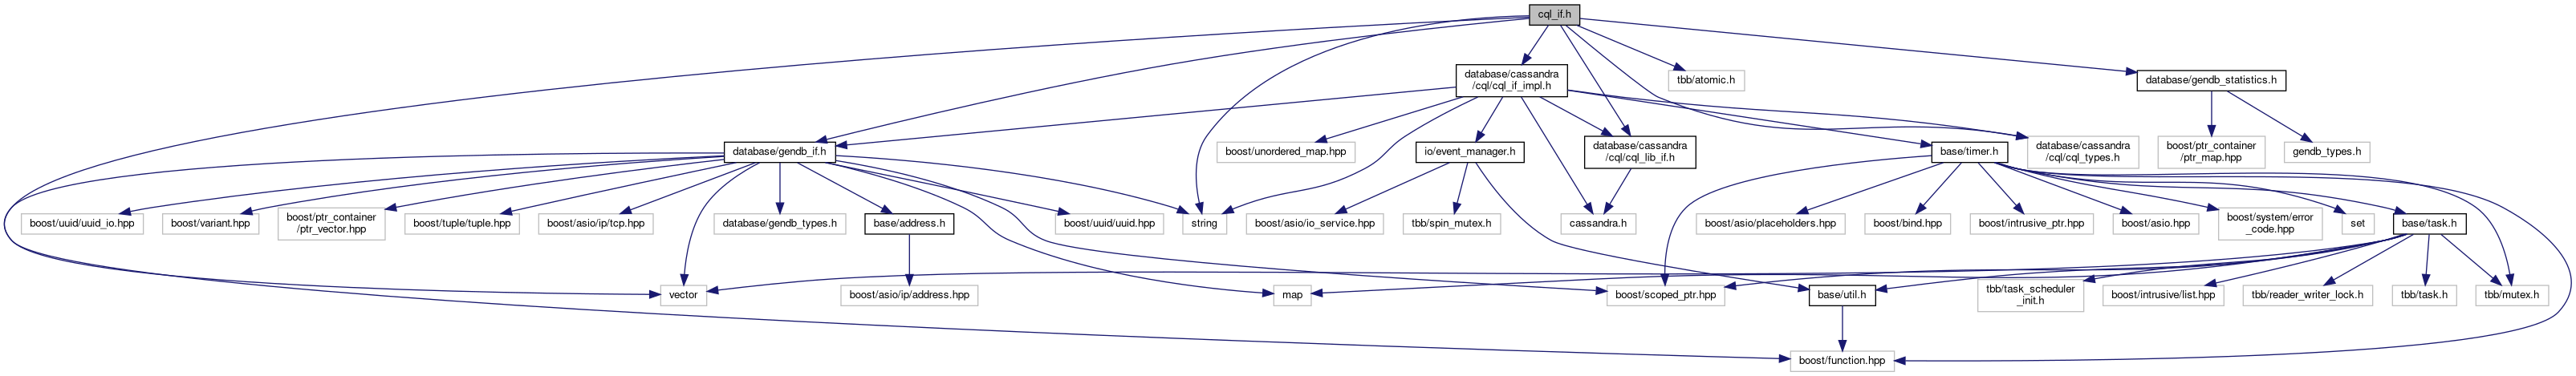 cql_if.h
database/cassandra
/cql/cql_if_impl.h
tbb/atomic.h
database/gendb_statistics.h
database/gendb_if.h
boost/unordered_map.hpp
io/event_manager.h
database/cassandra
/cql/cql_lib_if.h
base/timer.h
database/cassandra
/cql/cql_types.h
boost/ptr_container
/ptr_map.hpp
gendb_types.h
boost/uuid/uuid_io.hpp
boost/variant.hpp
boost/ptr_container
/ptr_vector.hpp
boost/tuple/tuple.hpp
boost/asio/ip/tcp.hpp
database/gendb_types.h
base/address.h
boost/uuid/uuid.hpp
string
boost/asio/io_service.hpp
tbb/spin_mutex.h
cassandra.h
boost/asio/placeholders.hpp
boost/bind.hpp
boost/intrusive_ptr.hpp
boost/asio.hpp
boost/system/error
_code.hpp
set
base/task.h
vector
boost/asio/ip/address.hpp
map
boost/scoped_ptr.hpp
base/util.h
tbb/task_scheduler
_init.h
boost/intrusive/list.hpp
tbb/reader_writer_lock.h
tbb/task.h
tbb/mutex.h
boost/function.hpp